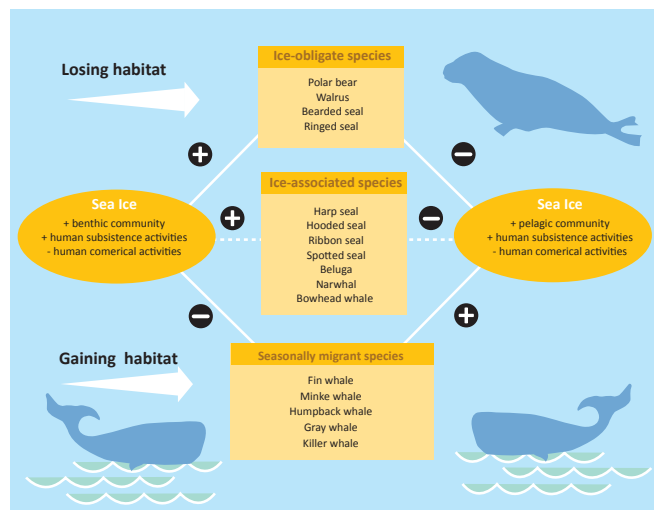 Losing habitat
Ice-obligate species
Polar bear
Walrus
Bearded seal
Ringed seal
+
−
Sea Ice
+ benthic community
+ human subsistence activities
- human comerical activities
+
Ice-associated species
Harp seal
Hooded seal
Ribbon seal
Spotted seal
Beluga
Narwhal
Bowhead whale
−
Sea Ice
+ pelagic community
+ human subsistence activities
- human comerical activities
−
+
Gaining habitat
Seasonally migrant species
Fin whale
Minke whale
Humpback whale
Gray whale
Killer whale